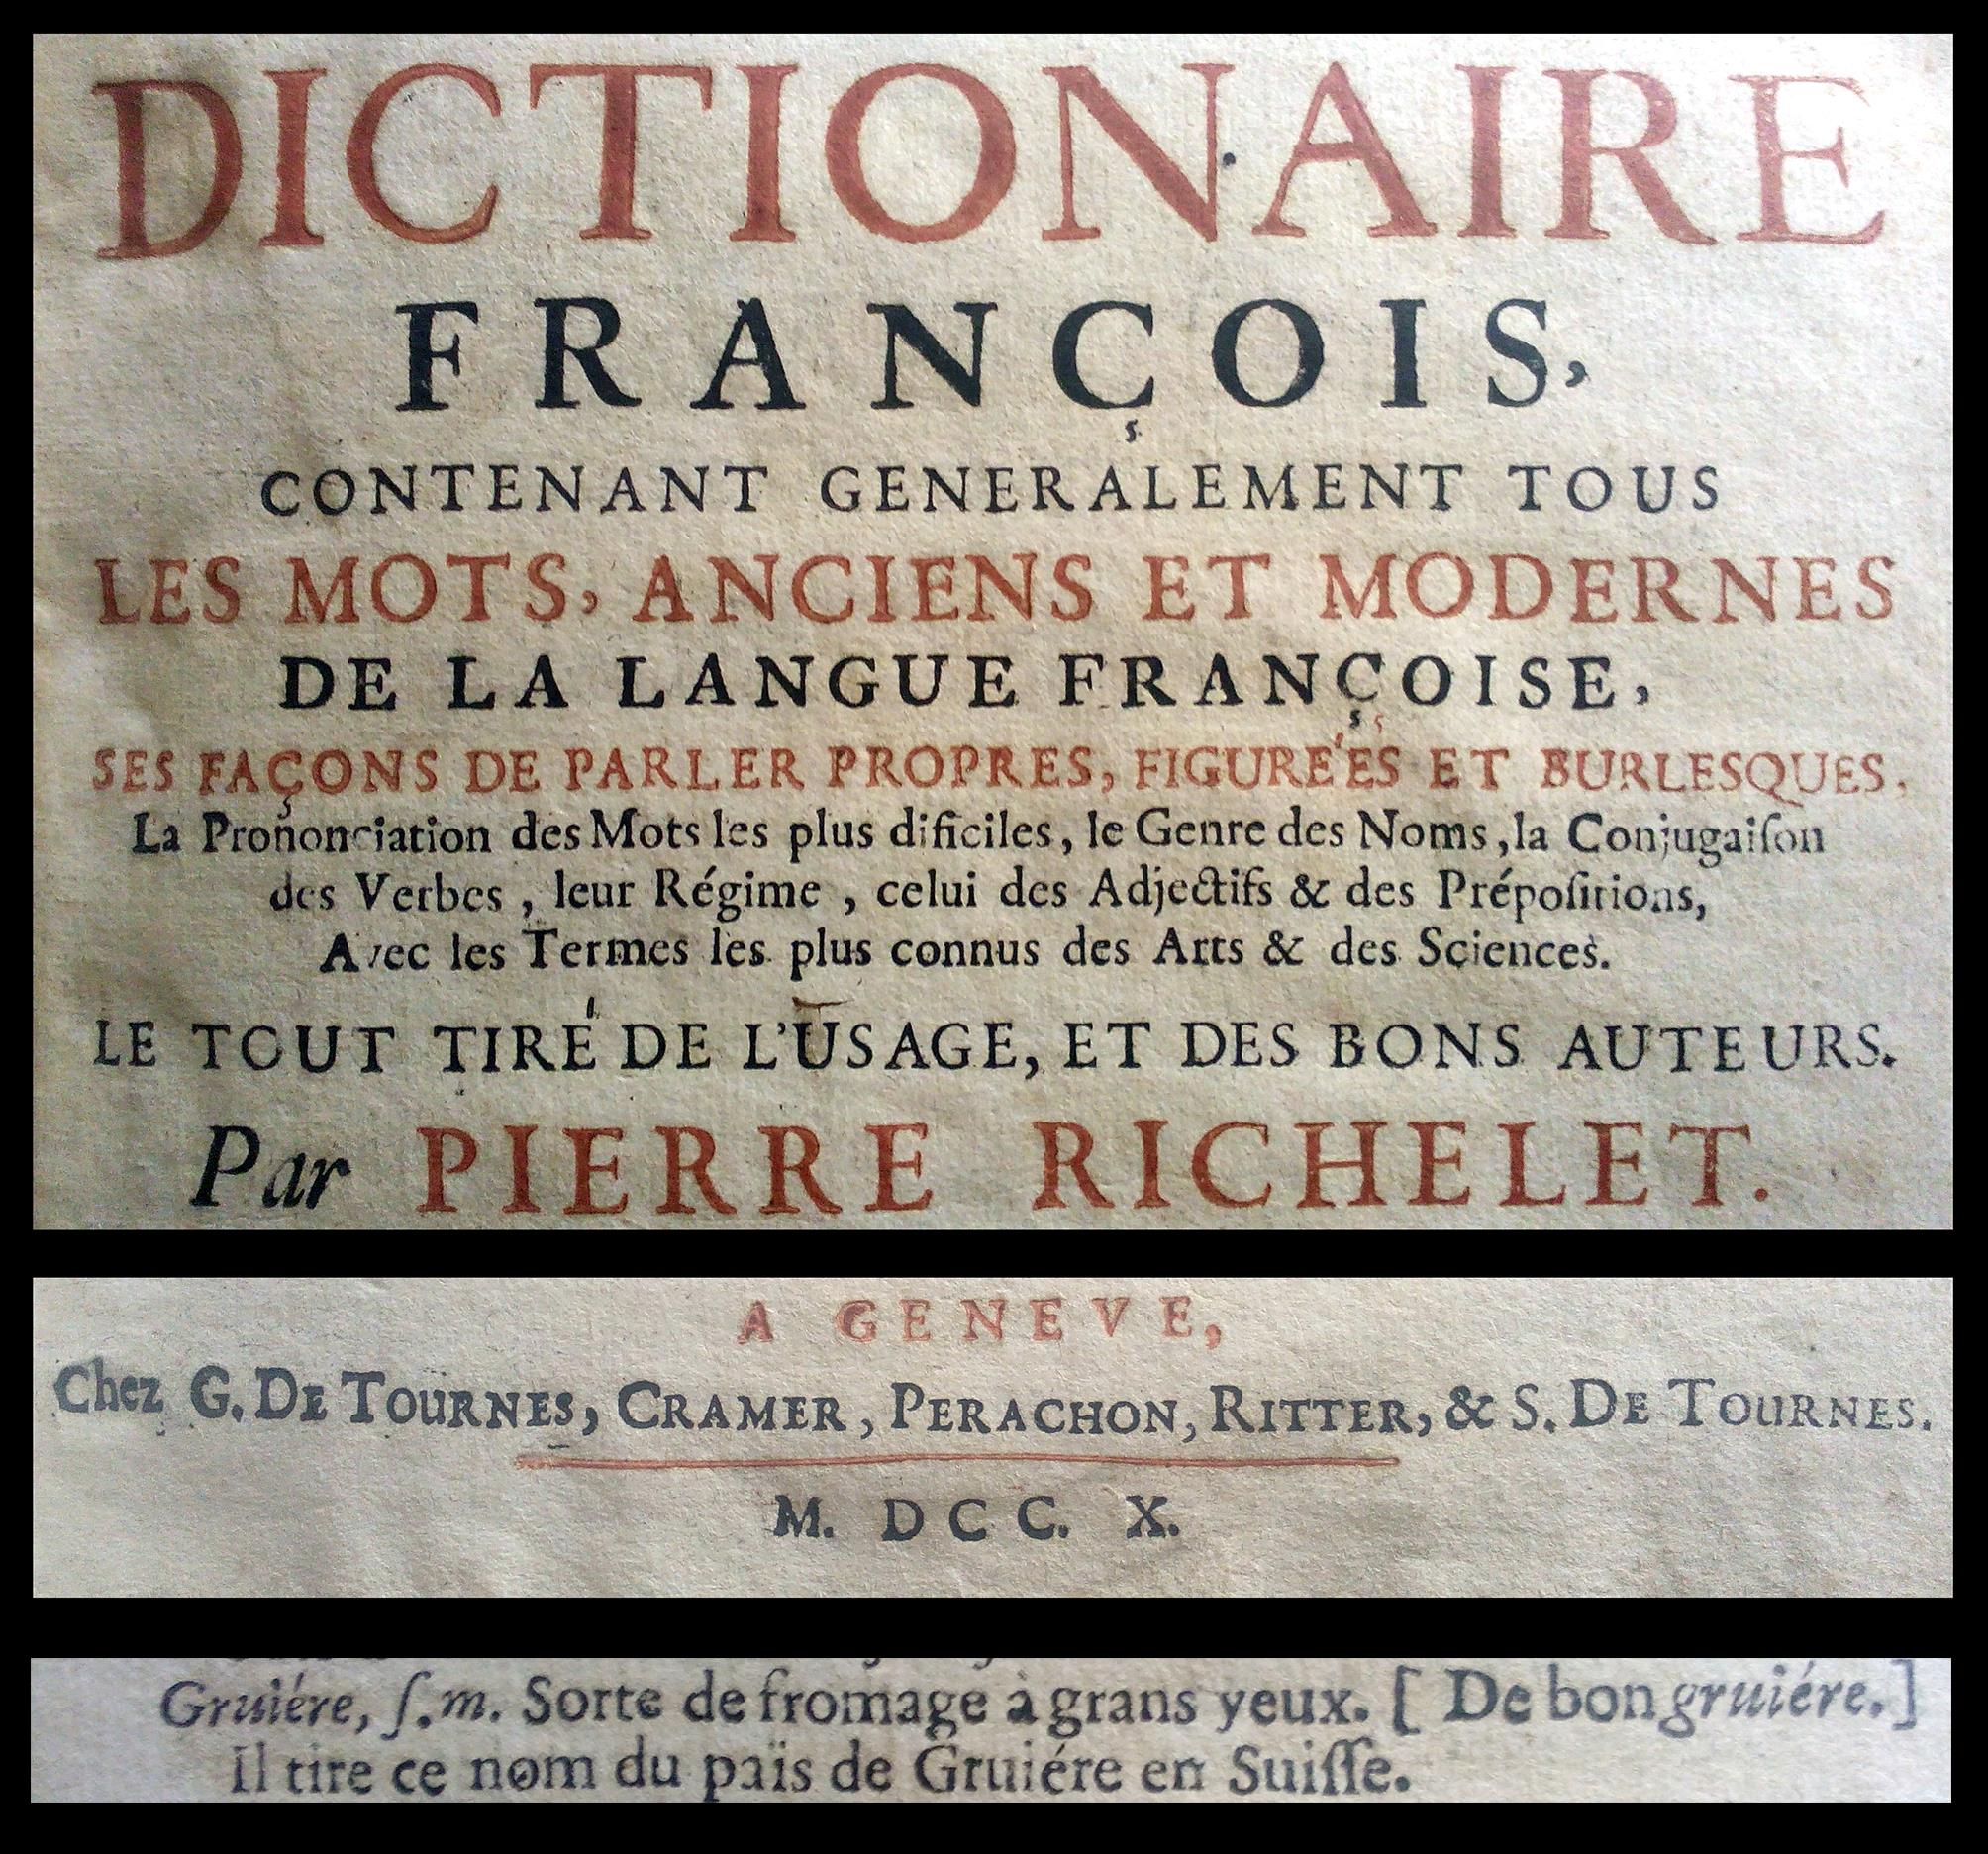 DICTIONAIRE
FRANÇOIS,
CONTENANT GENERALEMENT TOUS
LES MOTS, ANCIENS ET MODERNES
DE LA LANGUE FRANÇOISE,
SES FAÇONS DE PARLER PROPRES, FIGURE'ES ET BURLESQUES,
La Prononciation des Mots les plus dificiles, le Genre des Noms, la Conjugaiſon
des Verbes, leur Régime, celui des Adjectifs & des Prépoſitions,
Avec les Termes les plus connus des Arts & des Sciences.
LE TOUT TIRÉ DE L'USAGE, ET DES BONS AUTEURS.
Par PIERRE RICHELET.
A GENEVE,
Chez G. DE TOURNES, CRAMER, PERACHON, RITTER, & S. DE TOURNES.
M. DCC. X.
Gruiére, ſ.m. Sorte de fromage à grans yeux. [ De bon gruiére.]
Il tire ce nom du païs de Gruiére en Suiſſe.